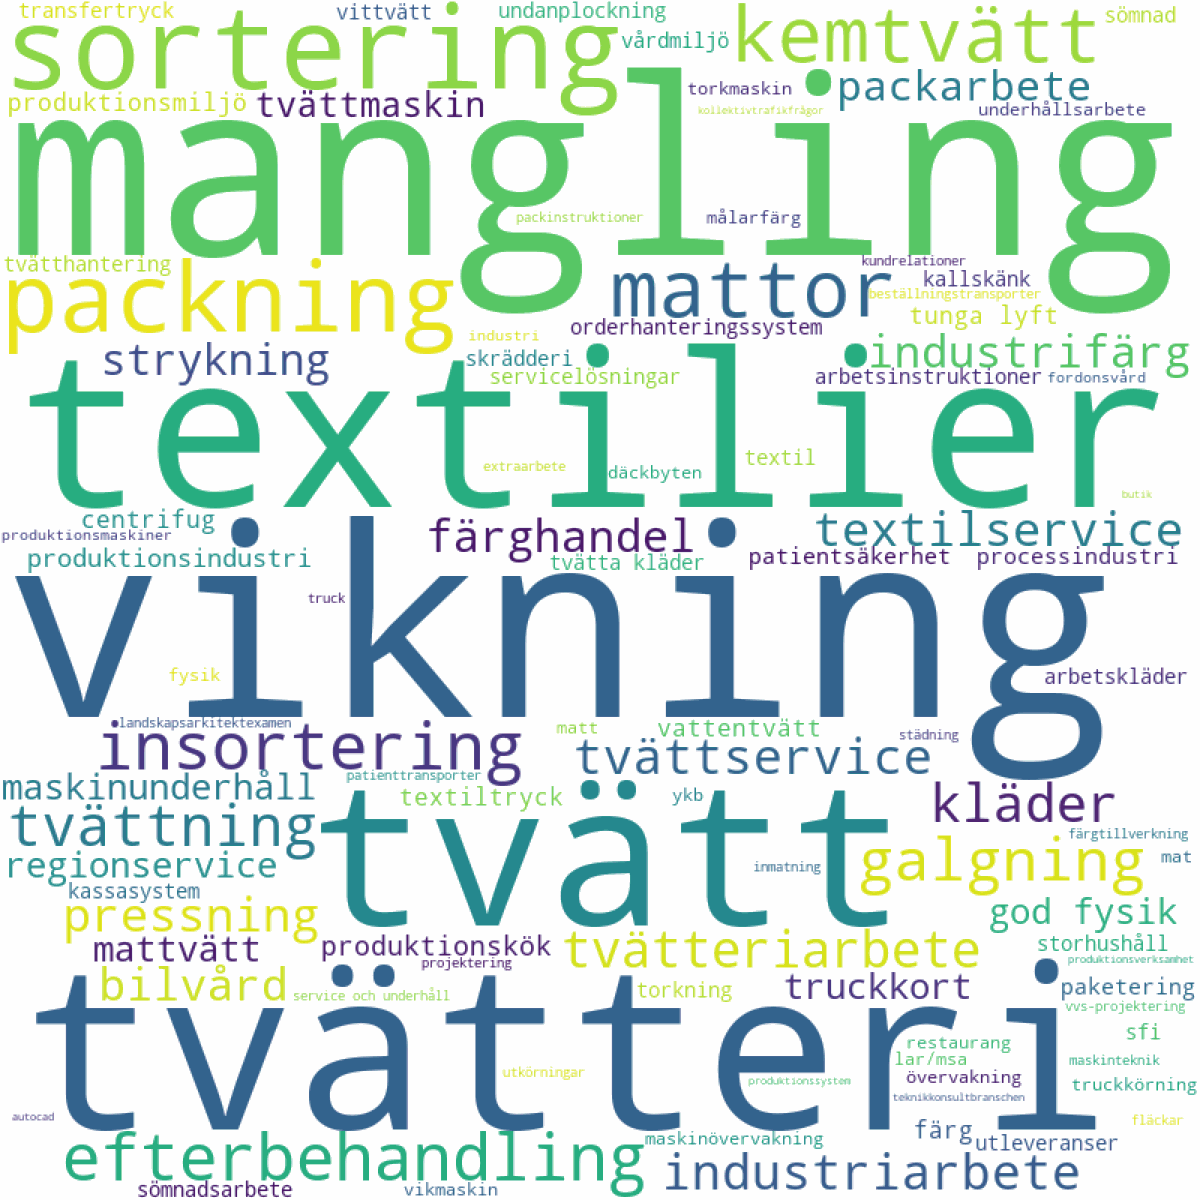 transfertryck
vittvätt
undanplockning
sömnad
sortering
vårdmiljö
kemtvätt
produktionsmiljö
tvättmaskin
torkmaskin
packarbete
kollektivtrafikfrågor
underhållsarbete
mangling
packinstruktioner
målarfärg
tvätthantering
kundrelationer
packning
mattor
kallskänk
beställningstransporter
orderhanteringssystem
tunga lyft
industri
strykning
skrädderi
industrifärg
servicelösningar
arbetsinstruktioner
fordonsvård
textilier
extraarbete
däckbyten
textil
butik
centrifug
produktionsmaskiner
färghandel
textilservice
produktionsindustri
tvätta kläder
patientsäkerhet
processindustri
vikning
truck
fysik
arbetskläder
landskapsarkitektexamen
insortering
matt
vattentvätt
städning
tvättservice
patienttransporter
maskinunderhåll
textiltryck
ykb
kläder
tvättning
tvätt
färgtillverkning
regionservice
inmatning
galgning
mat
kassasystem
pressning
god fysik
mattvätt
produktionskök
tvätteriarbete
storhushåll
projektering
produktionsverksamhet
bilvård
service och underhåll
torkning
truckkort
paketering
vvs-projektering
tvätteri
sfi
restaurang
lar/msa
maskinteknik
utkörningar
produktionssystem
övervakning
truckkörning
teknikkonsultbranschen
autocad
fläckar
efterbehandling
maskinövervakning
färg
utleveranser
industriarbete
sömnadsarbete
vikmaskin